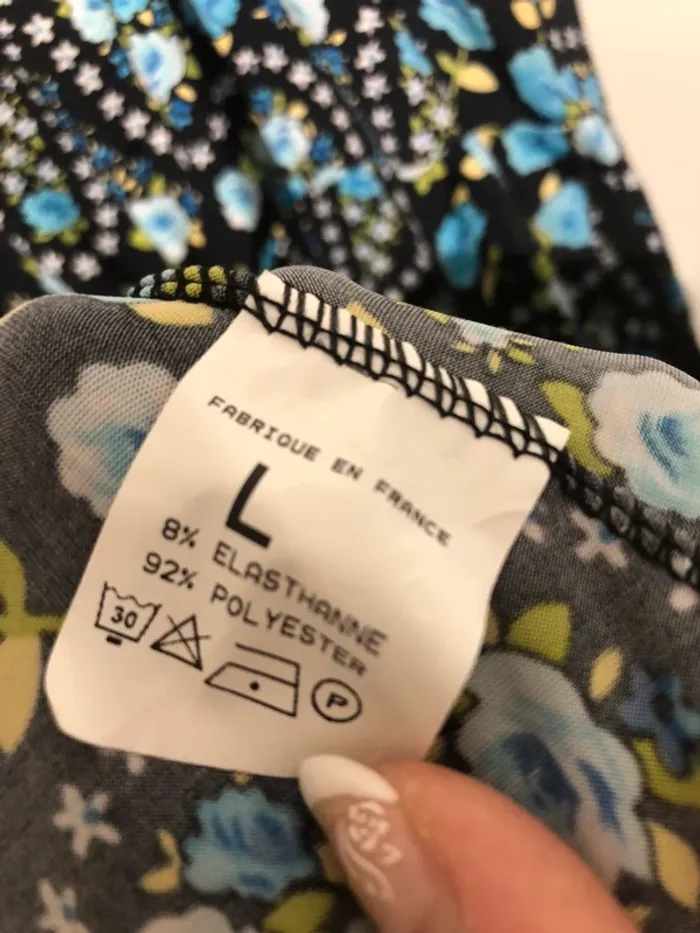 FABRIQUE EN FRANCE
L
8% ELASTHANNE
92% POLYESTER
30 P